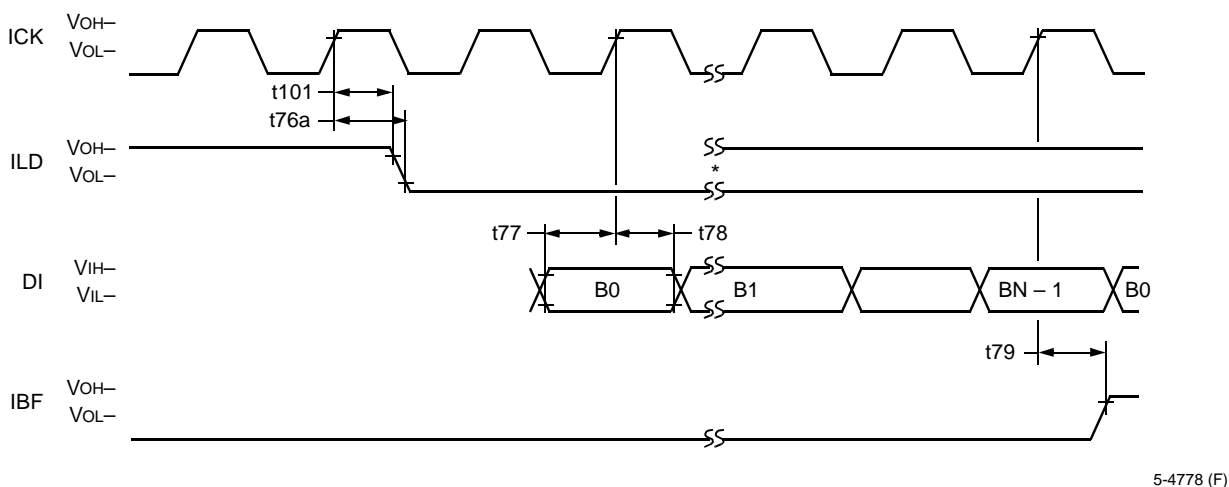 ICK
VOH–
VOL–
t101
t76a
ILD
VOH–
VOL–
*
t77
t78
DI
VIH–
VIL–
B0
B1
BN – 1
B0
t79
IBF
VOH–
VOL–
5-4778 (F)